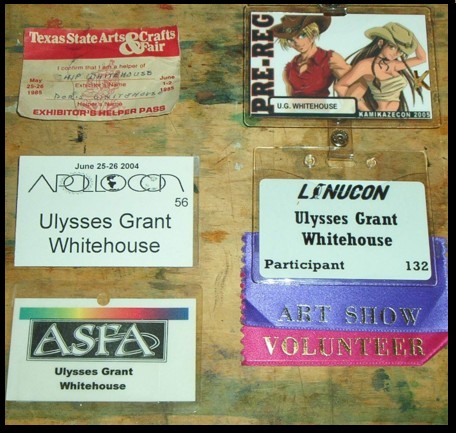 Texas State Arts & Crafts
Fair
I confirm that I am a helper of
May
25-26
1985
WHITEHOUSE
Exhibitor's Name
June
1-2
1985
Helper's Name
EXHIBITOR'S HELPER PASS
PRE-REG
U.G. WHITEHOUSE
KAMIKAZECON 2005
June 25-26 2004
APOLLOCON
56
Ulysses Grant
Whitehouse
LINUCON
Ulysses Grant
Whitehouse
Participant 132
ART SHOW
VOLUNTEER
ASFA
Ulysses Grant
Whitehouse